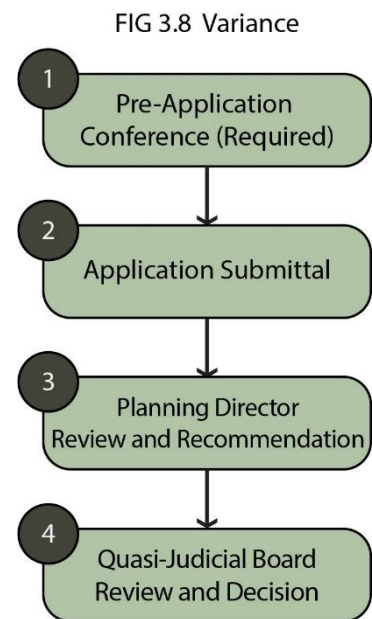 FIG 3.8 Variance
1
Pre-Application
Conference (Required)
2
Application Submittal
3
Planning Director
Review and Recommendation
4
Quasi-Judicial Board
Review and Decision